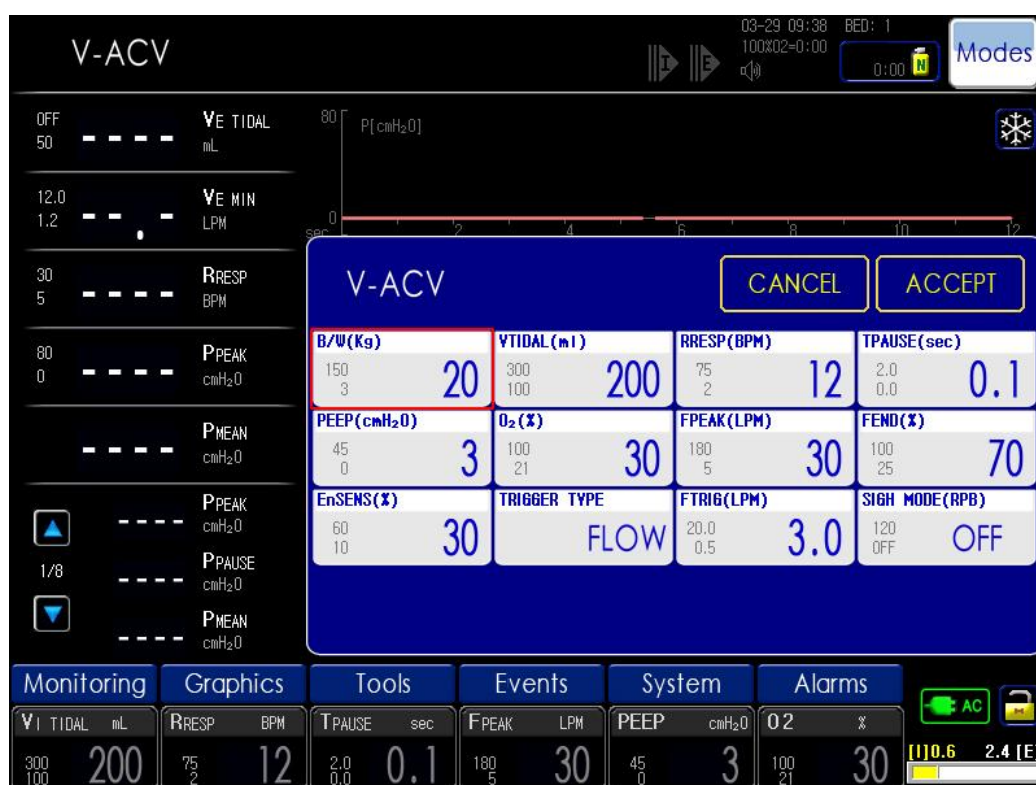 V-ACV
03-29 09:38 BED: 1
100%O2=0:00
0:00 N
Modes
I E
OFF
50
---- VE TIDAL
mL
12.0
1.2
--.- VE MIN
LPM
30
5
---- RRESP
BPM
80
0
---- PPEAK
cmH₂O
---- PMEAN
cmH₂O
---- PPEAK
cmH₂O
1/8
---- PPAUSE
cmH₂O
---- PMEAN
cmH₂O
80 P[cmH₂O]
0
sec 2 4 6 8 10 12
V-ACV CANCEL ACCEPT
B/W(Kg) VTIDAL(ml) RRESP(BPM) TPAUSE(sec)
150 300 75 2.0
3 100 2 0.0
20 200 12 0.1
PEEP(cmH₂O) O₂(%) FPEAK(LPM) FEND(%)
45 100 180 100
0 21 5 25
3 30 30 70
EnSENS(%) TRIGGER TYPE FTRIG(LPM) SIGH MODE(RPB)
60 20.0 120
10 0.5 OFF
30 FLOW 3.0 OFF
Monitoring Graphics Tools Events System Alarms
VI TIDAL mL RRESP BPM TPAUSE sec FPEAK LPM PEEP cmH₂O O2 %
300 75 2.0 180 45 100
100 2 0.0 5 0 21
200 12 0.1 30 3 30
AC
[I]0.6 2.4[E